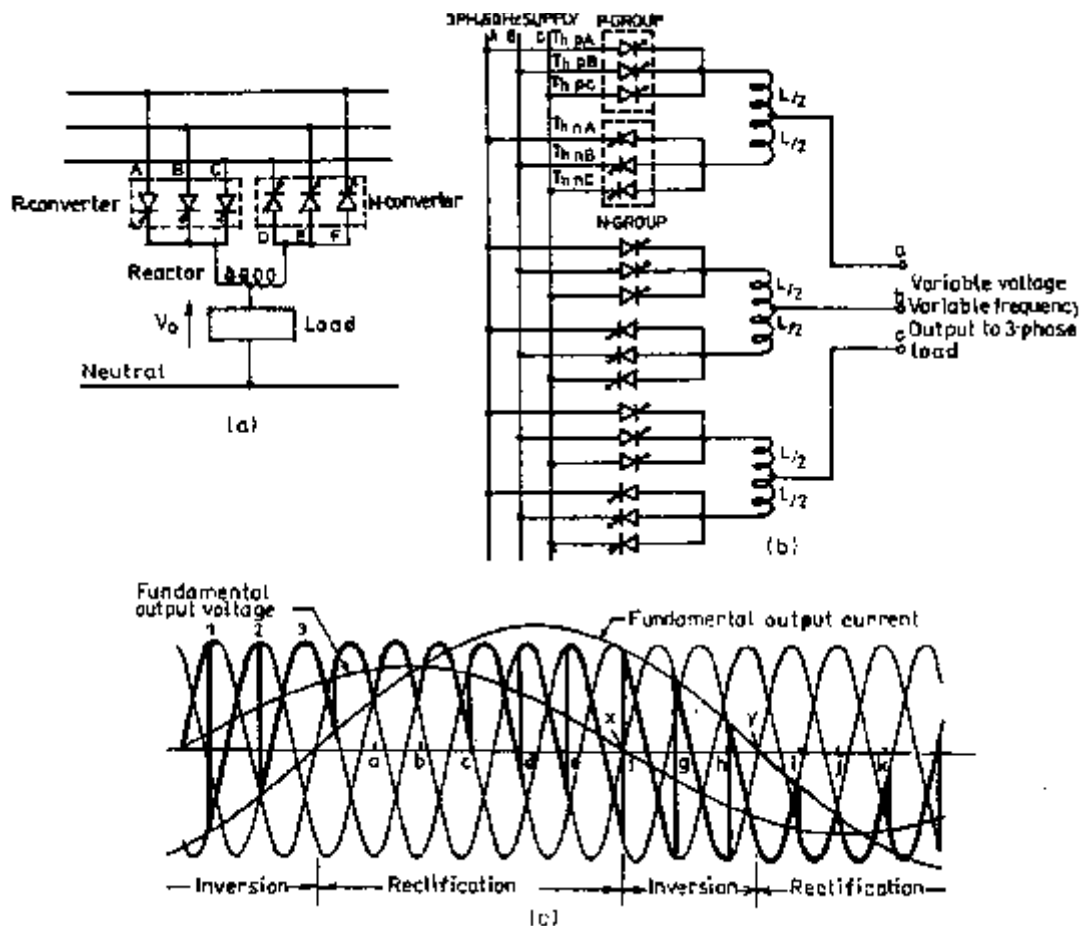 3PH,50Hz SUPPLY
P-GROUP
A B C
Th pA
Th pB
Th pC
L/2
L/2
Th nA
Th nB
Th nC
N-GROUP
A B C
P-converter
N-converter
D E F
Reactor
Vo
Load
Neutral
(a)
a
L/2
L/2
Variable voltage
b
Variable frequency
Output to 3-phase
c
load
L/2
L/2
(b)
Fundamental
output voltage
Fundamental output current
1 2 3
X
Y
a b c d e
g h i j k
Inversion
Rectification
Inversion
Rectification
(c)